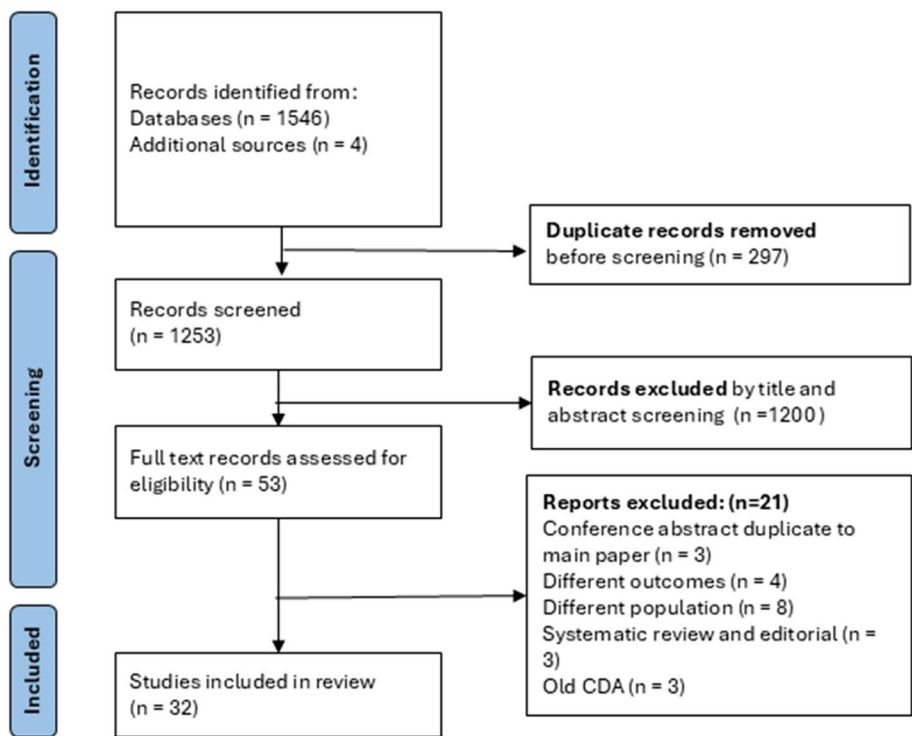 Identification
Records identified from:
Databases (n = 1546)
Additional sources (n = 4)
Duplicate records removed
before screening (n = 297)
Screening
Records screened
(n = 1253)
Records excluded by title and
abstract screening (n =1200)
Full text records assessed for
eligibility (n = 53)
Reports excluded: (n=21)
Conference abstract duplicate to
main paper (n = 3)
Different outcomes (n = 4)
Different population (n = 8)
Systematic review and editorial (n =
3)
Old CDA (n = 3)
Included
Studies included in review
(n = 32)